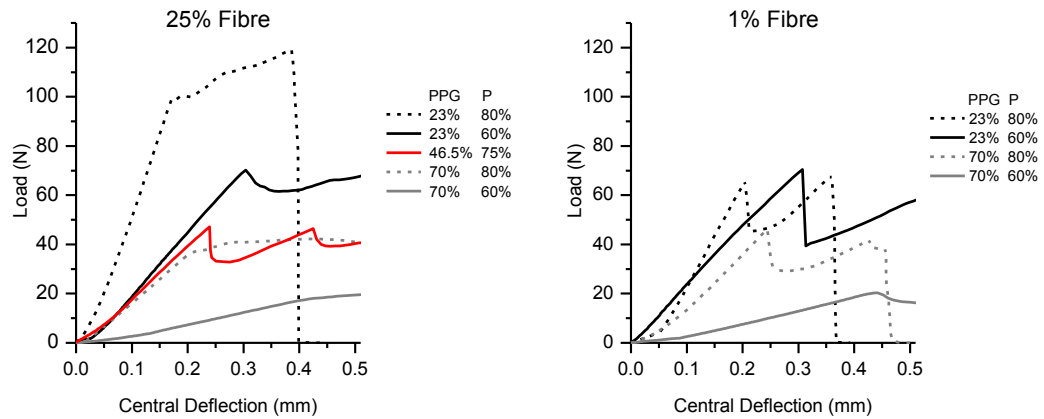 25% Fibre
120
100
80
60
40
20
0
Load (N)
0.0 0.1 0.2 0.3 0.4 0.5
Central Deflection (mm)
PPG P
23% 80%
23% 60%
46.5% 75%
70% 80%
70% 60%
1% Fibre
120
100
80
60
40
20
0
Load (N)
0.0 0.1 0.2 0.3 0.4 0.5
Central Deflection (mm)
PPG P
23% 80%
23% 60%
70% 80%
70% 60%